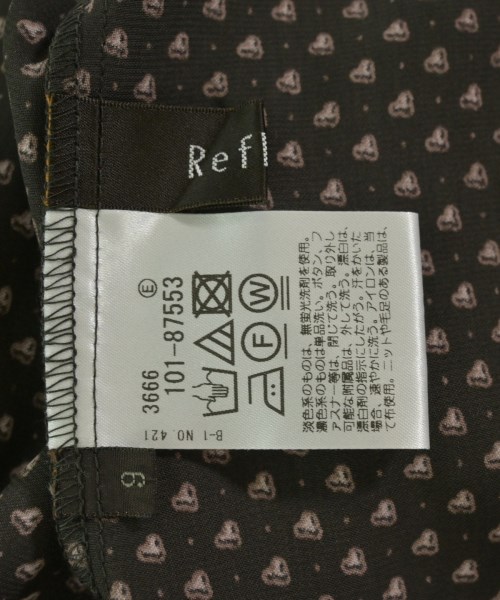 Refl
3666
101-87553
E
F
W
淡色系のものは、無蛍光洗剤を使用。
濃色系のものは単品洗い。ボタン、フ
ァスナー等は、閉じて洗う。取り外し
可能な附属品は、外して洗う。漂白は、
漂白剤の指示にしたがう。汗をかいた
場合、速やかに洗う。アイロンは、当
て布使用。ニットや毛足のある製品は、
B-1 NO.421
9